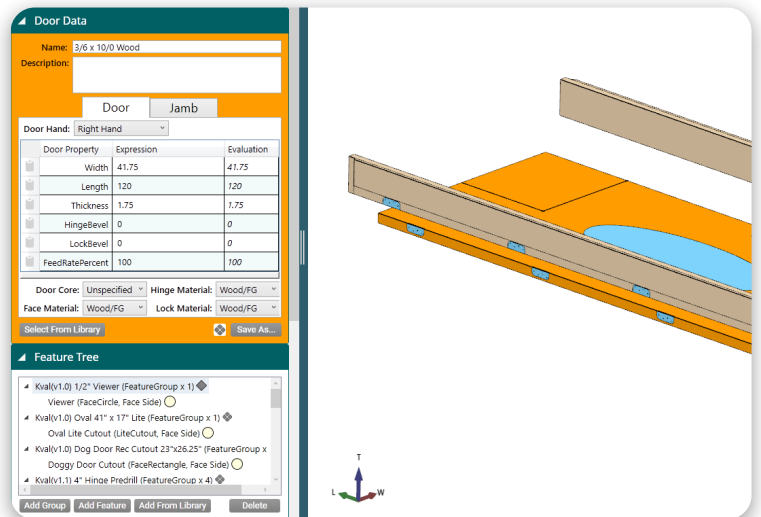 Door Data
Name: 3/6 x 10/0 Wood
Description:
Door Jamb
Door Hand: Right Hand
Door Property Expression Evaluation
Width 41.75 41.75
Length 120 120
Thickness 1.75 1.75
HingeBevel 0 0
LockBevel 0 0
FeedRatePercent 100 100
Door Core: Unspecified Hinge Material: Wood/FG
Face Material: Wood/FG Lock Material: Wood/FG
Select From Library Save As...
Feature Tree
Kval(v1.0) 1/2" Viewer (FeatureGroup x 1)
Viewer (FaceCircle, Face Side)
Kval(v1.0) Oval 41" x 17" Lite (FeatureGroup x 1)
Oval Lite Cutout (LiteCutout, Face Side)
Kval(v1.0) Dog Door Rec Cutout 23"x26.25" (FeatureGroup x
Doggy Door Cutout (FaceRectangle, Face Side)
Kval(v1.1) 4" Hinge Predrill (FeatureGroup x 4)
Add Group Add Feature Add From Library Delete
T
L W